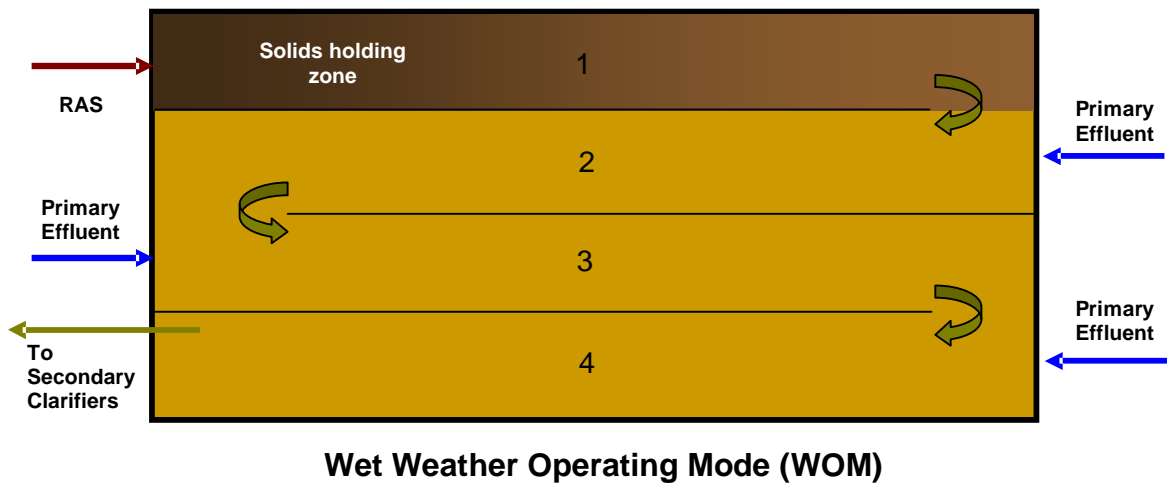 Solids holding
zone
1
RAS
Primary
Effluent
2
Primary
Effluent
3
To
Secondary
Clarifiers
4
Primary
Effluent
Wet Weather Operating Mode (WOM)